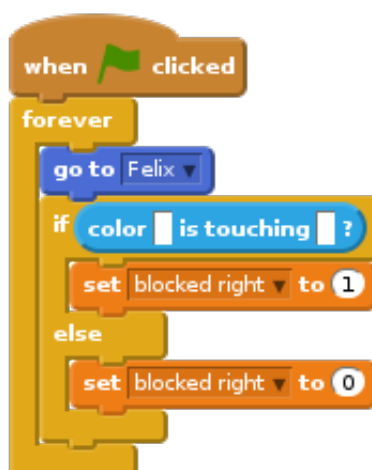 when clicked
forever
go to Felix
if color is touching ?
set blocked right to 1
else
set blocked right to 0